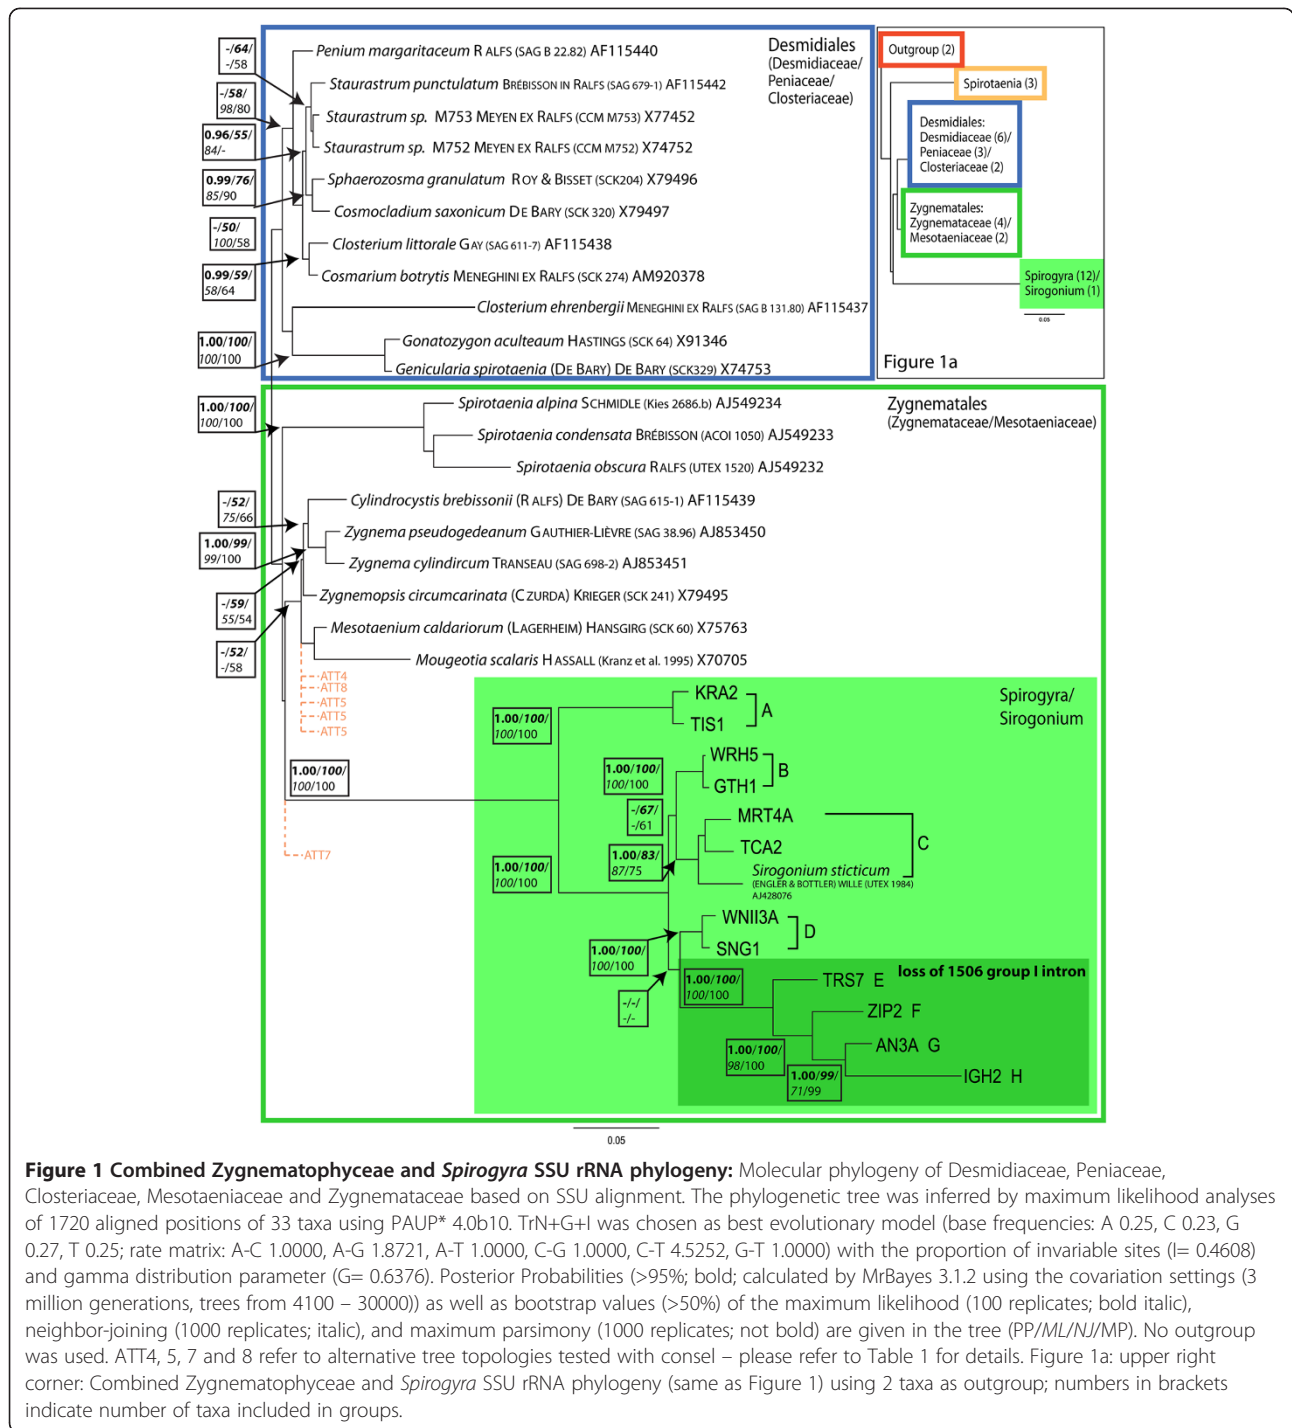 -/64/
-/58
-/58/
98/80
0.96/55/
84/-
0.99/76/
85/90
-/50/
100/58
0.99/59/
58/64
1.00/100/
100/100
Penium margaritaceum RALFS (SAG B 22.82) AF115440
Staurastrum punctulatum BRÉBISSON IN RALFS (SAG 679-1) AF115442
Staurastrum sp. M753 MEYEN EX RALFS (CCM M753) X77452
Staurastrum sp. M752 MEYEN EX RALFS (CCM M752) X74752
Sphaerozosma granulatum ROY & BISSET (SCK204) X79496
Cosmocladium saxonicum DE BARY (SCK 320) X79497
Closterium littorale GAY (SAG 611-7) AF115438
Cosmarium botrytis MENEGHINI EX RALFS (SCK 274) AM920378
Closterium ehrenbergii MENEGHINI EX RALFS (SAG B 131.80) AF115437
Gonatozygon aculteaum HASTINGS (SCK 64) X91346
Genicularia spirotaenia (DE BARY) DE BARY (SCK329) X74753
Desmidiales
(Desmidiaceae/
Peniaceae/
Closteriaceae)
Outgroup (2)
Spirotaenia (3)
Desmidiales:
Desmidiaceae (6)/
Peniaceae (3)/
Closteriaceae (2)
Zygnematales:
Zygnemataceae (4)/
Mesotaeniaceae (2)
Spirogyra (12)/
Sirogonium (1)
0.05
Figure 1a
1.00/100/
100/100
-/52/
75/66
1.00/99/
99/100
-/59/
55/54
-/52/
-/58
Spirotaenia alpina SCHMIDLE (Kies 2686.b) AJ549234
Spirotaenia condensata BRÉBISSON (ACOI 1050) AJ549233
Spirotaenia obscura RALFS (UTEX 1520) AJ549232
Cylindrocystis brebissonii (RALFS) DE BARY (SAG 615-1) AF115439
Zygnema pseudogedeanum GAUTHIER-LIÈVRE (SAG 38.96) AJ853450
Zygnema cylindircum TRANSEAU (SAG 698-2) AJ853451
Zygnemopsis circumcarinata (CZURDA) KRIEGER (SCK 241) X79495
Mesotaenium caldariorum (LAGERHEIM) HANSGIRG (SCK 60) X75763
Mougeotia scalaris HASSALL (Kranz et al. 1995) X70705
Zygnematales
(Zygnemataceae/Mesotaeniaceae)
ATT4
ATT8
ATT5
ATT5
ATT5
1.00/100/
100/100
ATT7
Spirogyra/
Sirogonium
1.00/100/
100/100
KRA2
TIS1
A
1.00/100/
100/100
WRH5
GTH1
B
-/67/
-/61
1.00/83/
87/75
MRT4A
TCA2
Sirogonium sticticum
(ENGLER & BOTTLER) WILLE (UTEX 1984)
AJ428076
C
1.00/100/
100/100
WNII3A
SNG1
D
1.00/100/
100/100
-/-/
-/-
loss of 1506 group I intron
1.00/100/
100/100
TRS7 E
ZIP2 F
AN3A G
IGH2 H
1.00/100/
98/100
1.00/99/
71/99
0.05
Figure 1 Combined Zygnematophyceae and Spirogyra SSU rRNA phylogeny: Molecular phylogeny of Desmidiaceae, Peniaceae,
Closteriaceae, Mesotaeniaceae and Zygnemataceae based on SSU alignment. The phylogenetic tree was inferred by maximum likelihood analyses
of 1720 aligned positions of 33 taxa using PAUP* 4.0b10. TrN+G+I was chosen as best evolutionary model (base frequencies: A 0.25, C 0.23, G
0.27, T 0.25; rate matrix: A-C 1.0000, A-G 1.8721, A-T 1.0000, C-G 1.0000, C-T 4.5252, G-T 1.0000) with the proportion of invariable sites (I= 0.4608)
and gamma distribution parameter (G= 0.6376). Posterior Probabilities (>95%; bold; calculated by MrBayes 3.1.2 using the covariation settings (3
million generations, trees from 4100 – 30000)) as well as bootstrap values (>50%) of the maximum likelihood (100 replicates; bold italic),
neighbor-joining (1000 replicates; italic), and maximum parsimony (1000 replicates; not bold) are given in the tree (PP/ML/NJ/MP). No outgroup
was used. ATT4, 5, 7 and 8 refer to alternative tree topologies tested with consel – please refer to Table 1 for details. Figure 1a: upper right
corner: Combined Zygnematophyceae and Spirogyra SSU rRNA phylogeny (same as Figure 1) using 2 taxa as outgroup; numbers in brackets
indicate number of taxa included in groups.